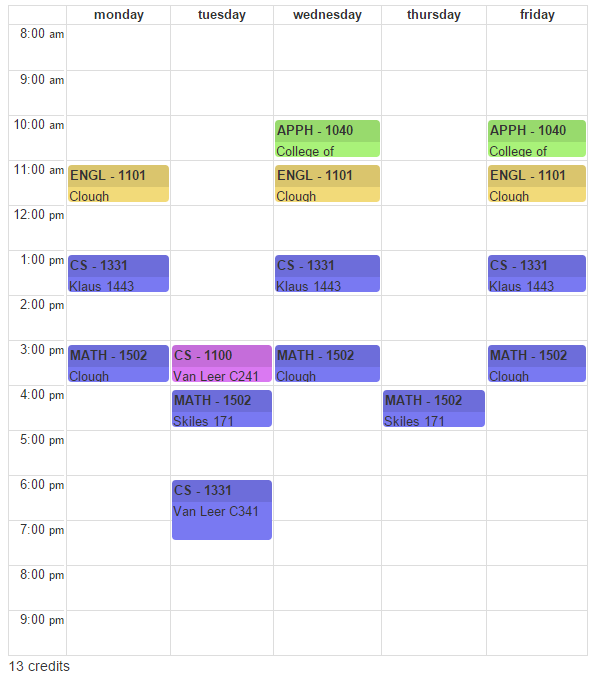 monday tuesday wednesday thursday friday
8:00 am
9:00 am
10:00 am
APPH - 1040 APPH - 1040
College of College of
11:00 am
ENGL - 1101 ENGL - 1101 ENGL - 1101
Clough Clough Clough
12:00 pm
1:00 pm
CS - 1331 CS - 1331 CS - 1331
Klaus 1443 Klaus 1443 Klaus 1443
2:00 pm
3:00 pm
MATH - 1502 CS - 1100 MATH - 1502 MATH - 1502
Clough Van Leer C241 Clough Clough
4:00 pm
MATH - 1502 MATH - 1502
Skiles 171 Skiles 171
5:00 pm
6:00 pm
CS - 1331
Van Leer C341
7:00 pm
8:00 pm
9:00 pm
13 credits